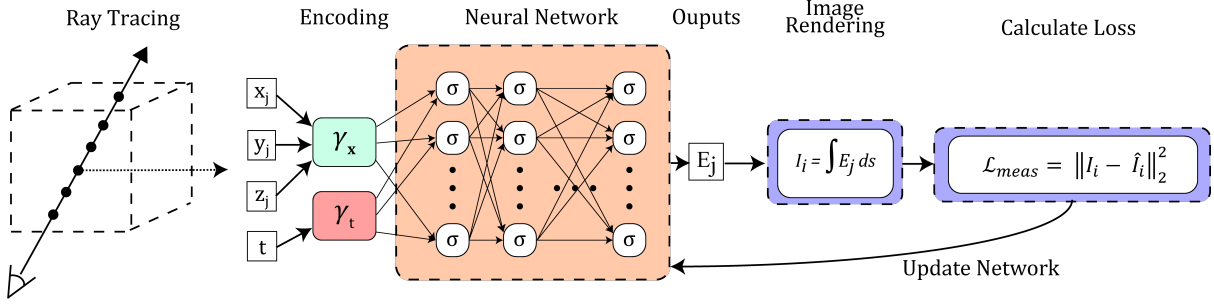 Ray Tracing
Encoding
Neural Network
Ouputs
Image
Rendering
Calculate Loss
x_j
y_j
z_j
t
γ_x
γ_t
σ σ σ
σ σ σ
σ σ σ
E_j
I_i = ∫ E_j ds
ℒ_meas = ‖I_i − Î_i‖₂²
Update Network